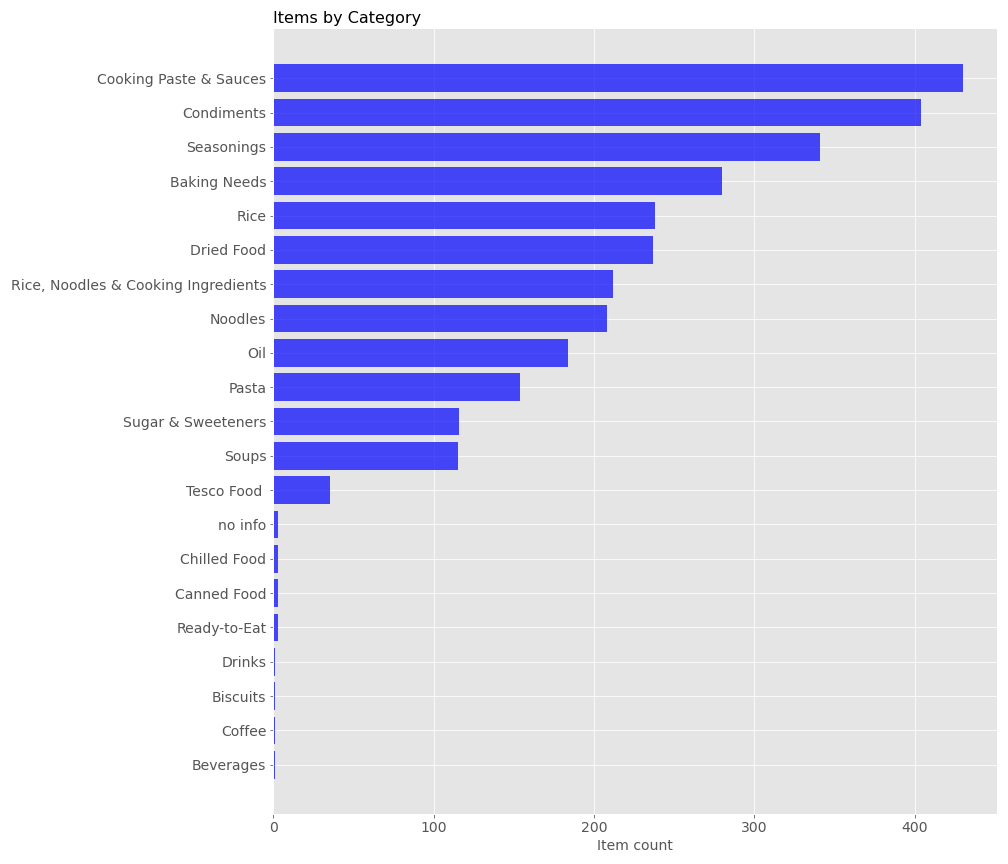 Items by Category
Cooking Paste & Sauces
Condiments
Seasonings
Baking Needs
Rice
Dried Food
Rice, Noodles & Cooking Ingredients
Noodles
Oil
Pasta
Sugar & Sweeteners
Soups
Tesco Food
no info
Chilled Food
Canned Food
Ready-to-Eat
Drinks
Biscuits
Coffee
Beverages
0 100 200 300 400
Item count